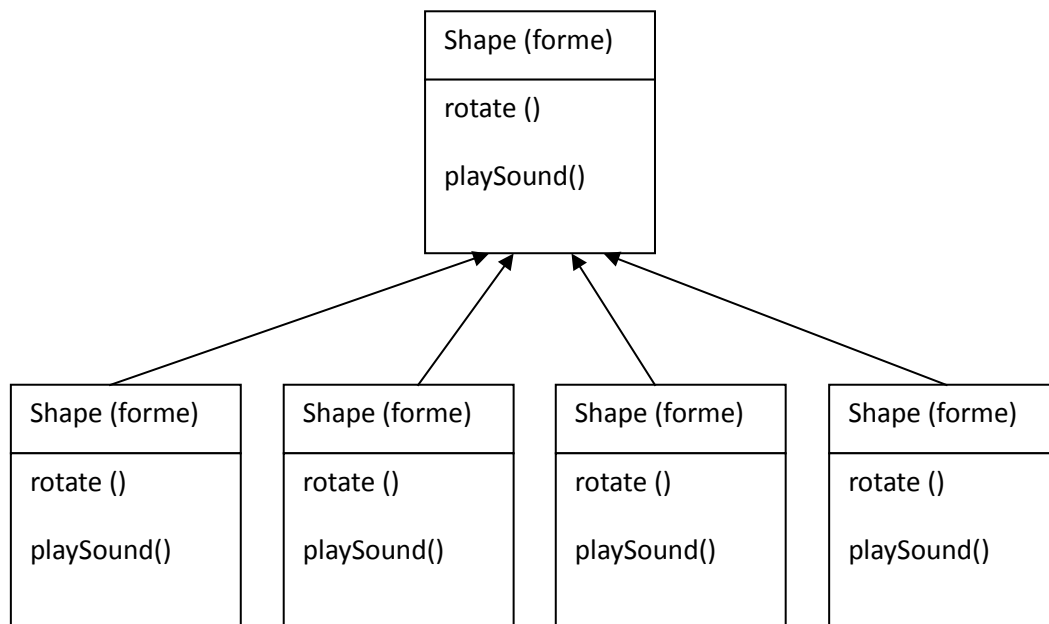 Shape (forme)
rotate ()
playSound()
Shape (forme)
rotate ()
playSound()
Shape (forme)
rotate ()
playSound()
Shape (forme)
rotate ()
playSound()
Shape (forme)
rotate ()
playSound()